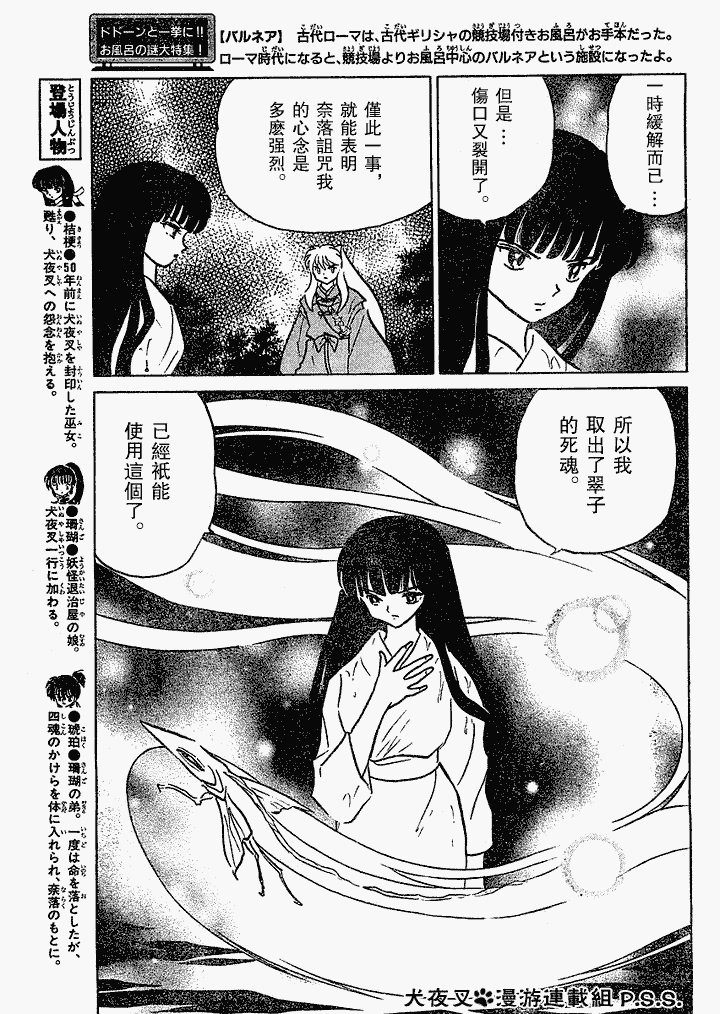 ドドーンと一挙に!!
お風呂の謎大特集!
【バルネア】 古代ローマは、古代ギリシャの競技場付きお風呂がお手本だった。
ローマ時代になると、競技場よりお風呂中心のバルネアという施設になったよ。
一時緩解而已…
但是…
傷口又裂開了。
僅此一事,
就能表明
奈落詛咒我
的心念是
多麼强烈。
所以我
取出了翠子
的死魂。
已經祇能
使用這個了。
登場人物
●桔梗●50年前に犬夜叉を封印した巫女。
甦り、犬夜叉への怨念を抱える。
●珊瑚●妖怪退治屋の娘。
犬夜叉一行に加わる。
●琥珀●珊瑚の弟。一度は命を落としたが、
四魂のかけらを体に入れられ、奈落のもとに。
犬夜叉漫游連載組 P.S.S.